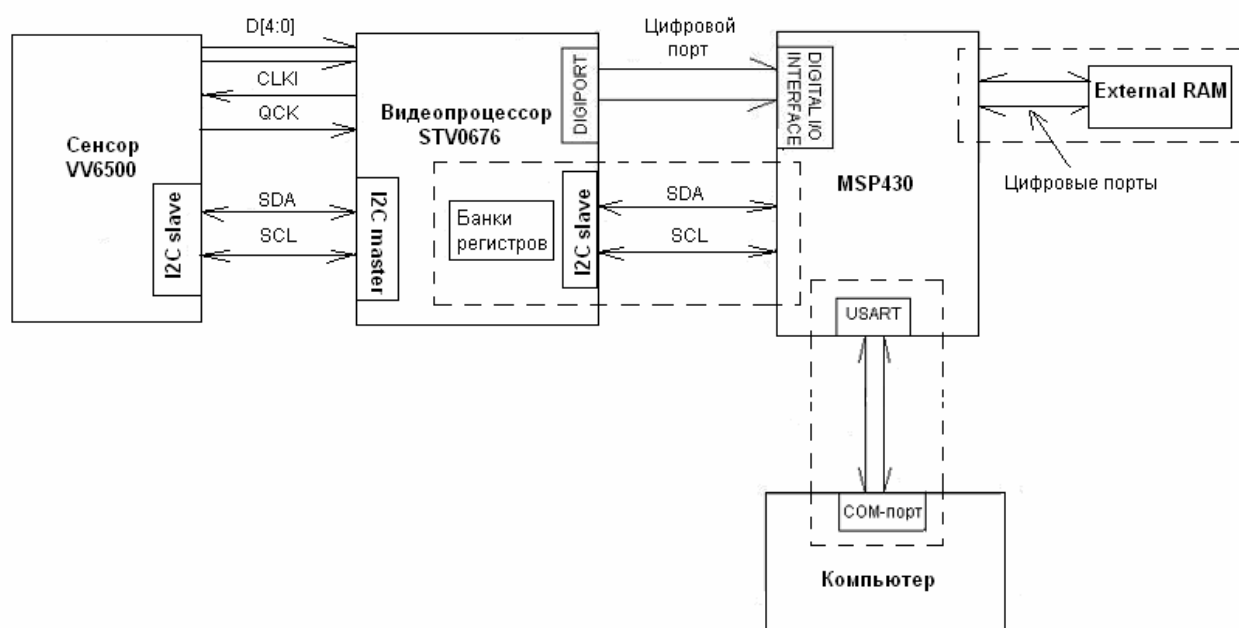 D[4:0]
CLKI
QCK
Сенсор
VV6500
I2C slave
SDA
SCL
I2C master
Видеопроцессор
STV0676
DIGIPORT
Банки
регистров
I2C slave
Цифровой
порт
SDA
SCL
DIGITAL I/O
INTERFACE
MSP430
USART
External RAM
Цифровые порты
COM-порт
Компьютер